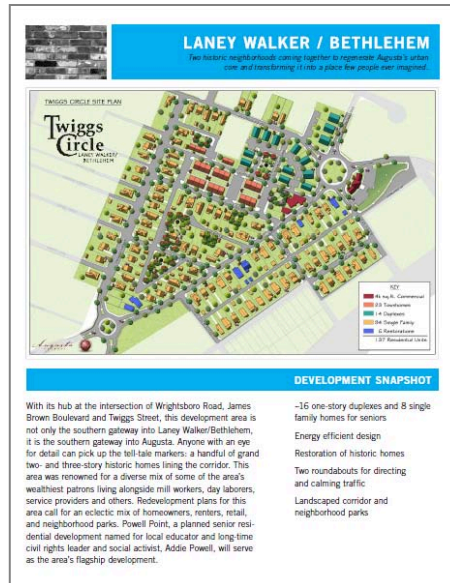 LANEY WALKER / BETHLEHEM
Two historic neighborhoods coming together to regenerate Augusta's urban
core and transforming it into a place few people ever imagined.
TWIGGS CIRCLE SITE PLAN
Twiggs
Circle
LANEY WALKER/
BETHLEHEM
KEY
sq.ft. Commercial
23 Townhomes
14 Duplexes
Single Family
6 Restorations
137 Residential Units
Augusta
DEVELOPMENT SNAPSHOT
With its hub at the intersection of Wrightsboro Road, James
Brown Boulevard and Twiggs Street, this development area is
not only the southern gateway into Laney Walker/Bethlehem,
it is the southern gateway into Augusta. Anyone with an eye
for detail can pick up the tell-tale markers: a handful of grand
two- and three-story historic homes lining the corridor. This
area was renowned for a diverse mix of some of the area's
wealthiest patrons living alongside mill workers, day laborers,
service providers and others. Redevelopment plans for this
area call for an eclectic mix of homeowners, renters, retail,
and neighborhood parks. Powell Point, a planned senior resi-
dential development named for local educator and long-time
civil rights leader and social activist, Addie Powell, will serve
as the area's flagship development.
~16 one-story duplexes and 8 single
family homes for seniors
Energy efficient design
Restoration of historic homes
Two roundabouts for directing
and calming traffic
Landscaped corridor and
neighborhood parks